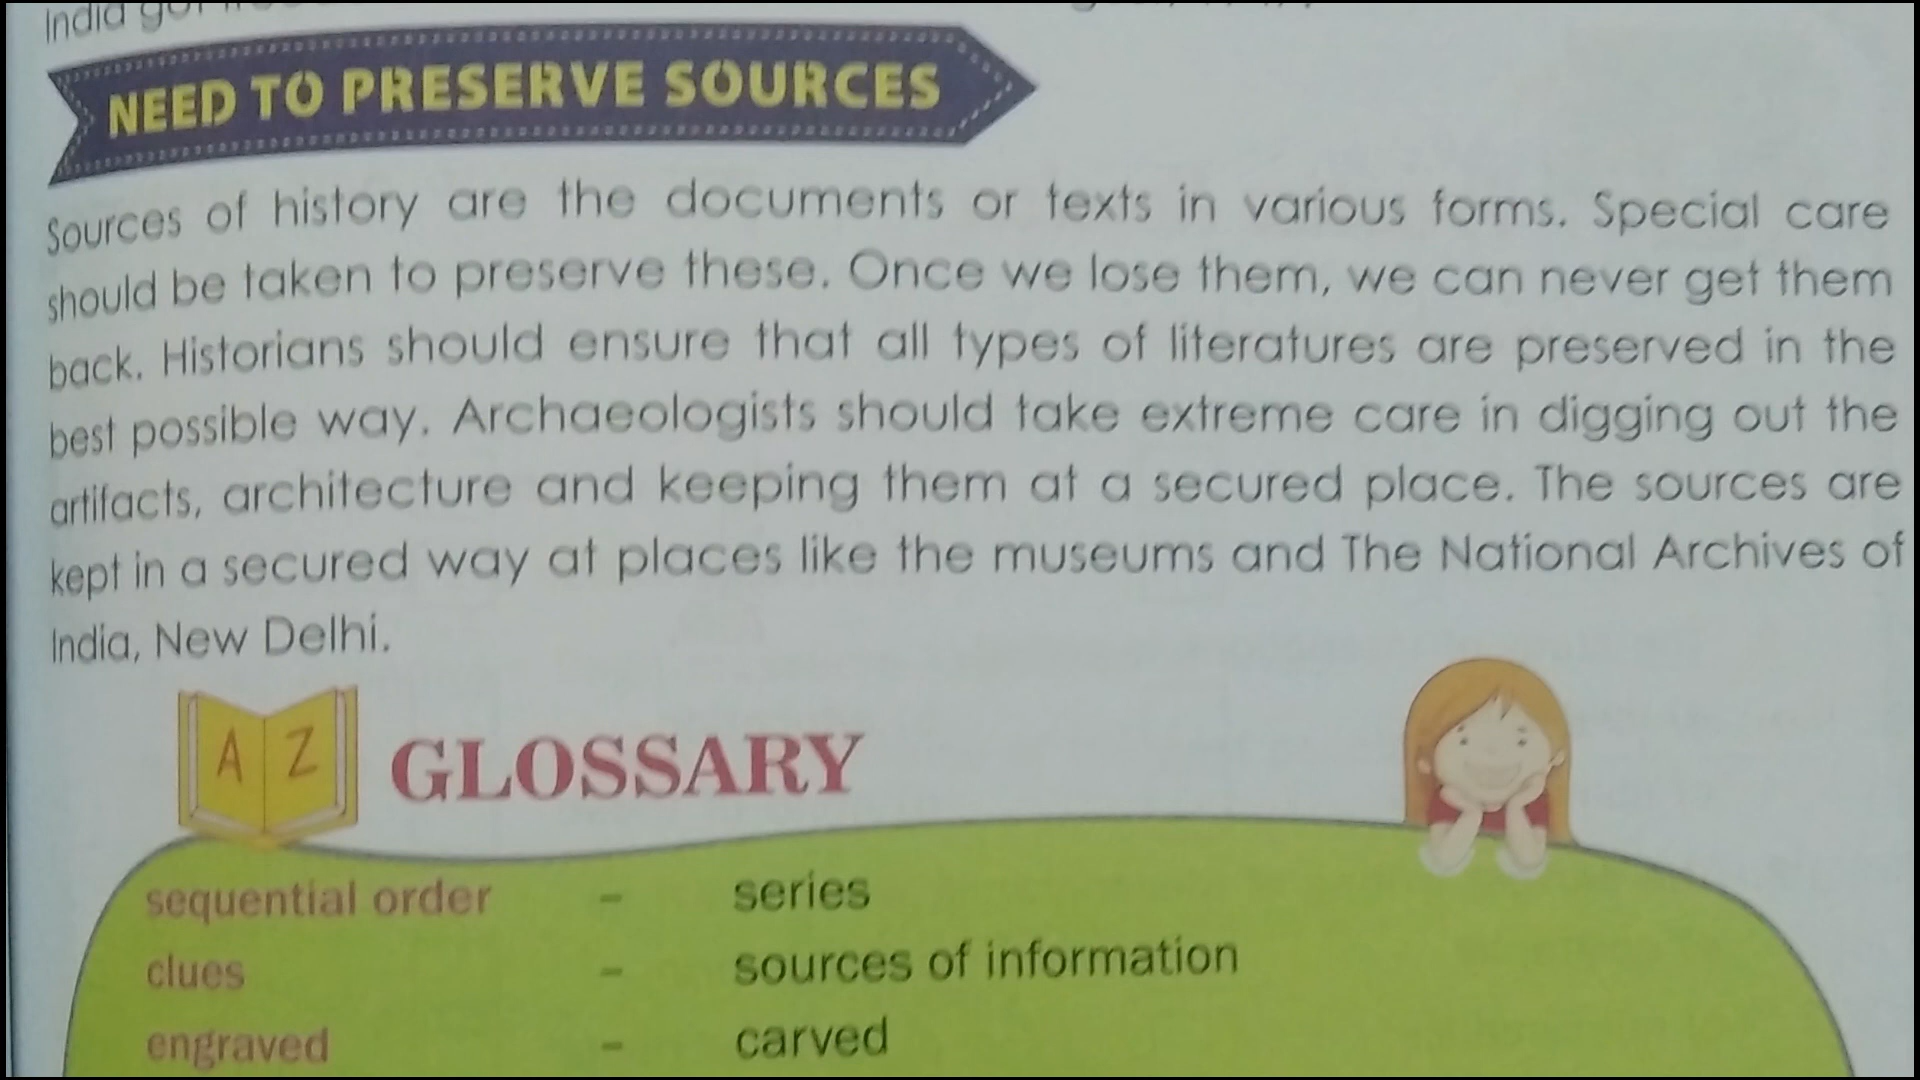 India
NEED TO PRESERVE SOURCES
Sources of history are the documents or texts in various forms. Special care
should be taken to preserve these. Once we lose them, we can never get them
back. Historians should ensure that all types of literatures are preserved in the
best possible way. Archaeologists should take extreme care in digging out the
artifacts, architecture and keeping them at a secured place. The sources are
kept in a secured way at places like the museums and The National Archives of
India, New Delhi.
A Z
GLOSSARY
sequential order - series
clues - sources of information
engraved - carved